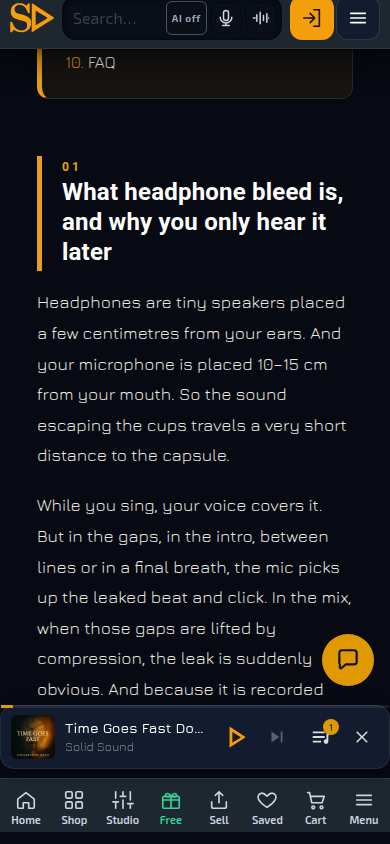 S
Search...
AI off
10. FAQ
01
What headphone bleed is,
and why you only hear it
later
Headphones are tiny speakers placed
a few centimetres from your ears. And
your microphone is placed 10–15 cm
from your mouth. So the sound
escaping the cups travels a very short
distance to the capsule.
While you sing, your voice covers it.
But in the gaps, in the intro, between
lines or in a final breath, the mic picks
up the leaked beat and click. In the mix,
when those gaps are lifted by
compression, the leak is suddenly
obvious. And because it is recorded
TIME GOES
FAST
Time Goes Fast Do...
Solid Sound
1
Home Shop Studio Free Sell Saved Cart Menu